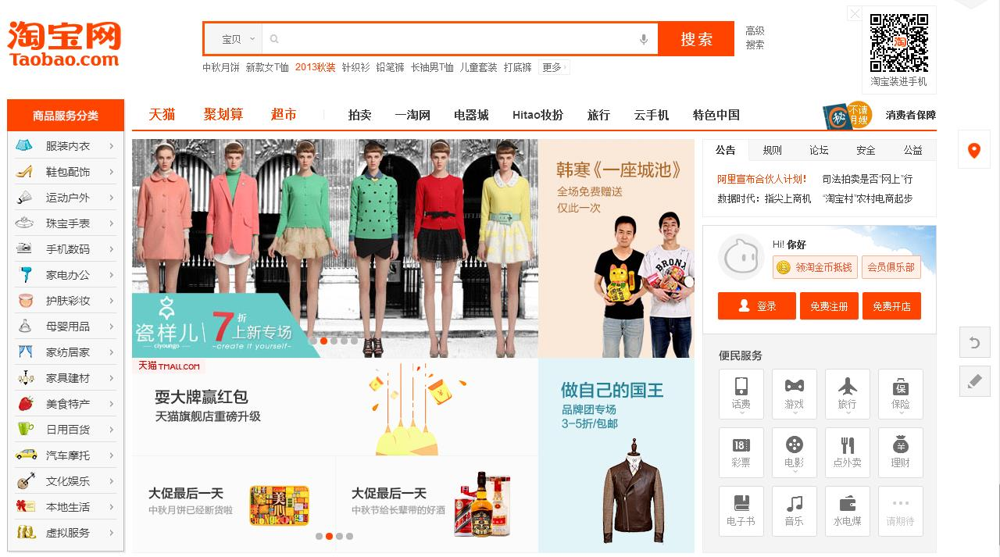 淘宝网
Taobao.com
宝贝
搜索
高级
搜索
中秋月饼 新款女T恤 2013秋装 针织衫 铅笔裤 长袖男T恤 儿童套装 打底裤 更多
淘
淘宝装进手机
商品服务分类
天猫 聚划算 超市 拍卖 一淘网 电器城 Hitao妆扮 旅行 云手机 特色中国
秘
不请
月嫂
消费者保障
服装内衣
鞋包配饰
运动户外
珠宝手表
手机数码
家电办公
护肤彩妆
母婴用品
家纺居家
家具建材
美食特产
日用百货
汽车摩托
文化娱乐
本地生活
虚拟服务
瓷样儿
ciyoungo
7折
上新专场
~create it yourself~
韩寒《一座城池》
全场免费赠送
仅此一次
BRONX
天猫 TMALL.COM
耍大牌赢红包
天猫旗舰店重磅升级
做自己的国王
品牌团专场
3-5折/包邮
大促最后一天
中秋月饼已经断货啦
美心
HONGKONG
大促最后一天
中秋节给长辈带的好酒
公告 规则 论坛 安全 公益
阿里宣布合伙人计划! 司法拍卖是否“网上”行
数据时代：指尖上商机 “淘宝村”农村电商起步
Hi! 你好
淘 领淘金币抵钱 会员俱乐部
登录 免费注册 免费开店
便民服务
话费 游戏 旅行 保 保险
18 彩票 电影 点外卖 理财
电子书 音乐 水电煤 请期待